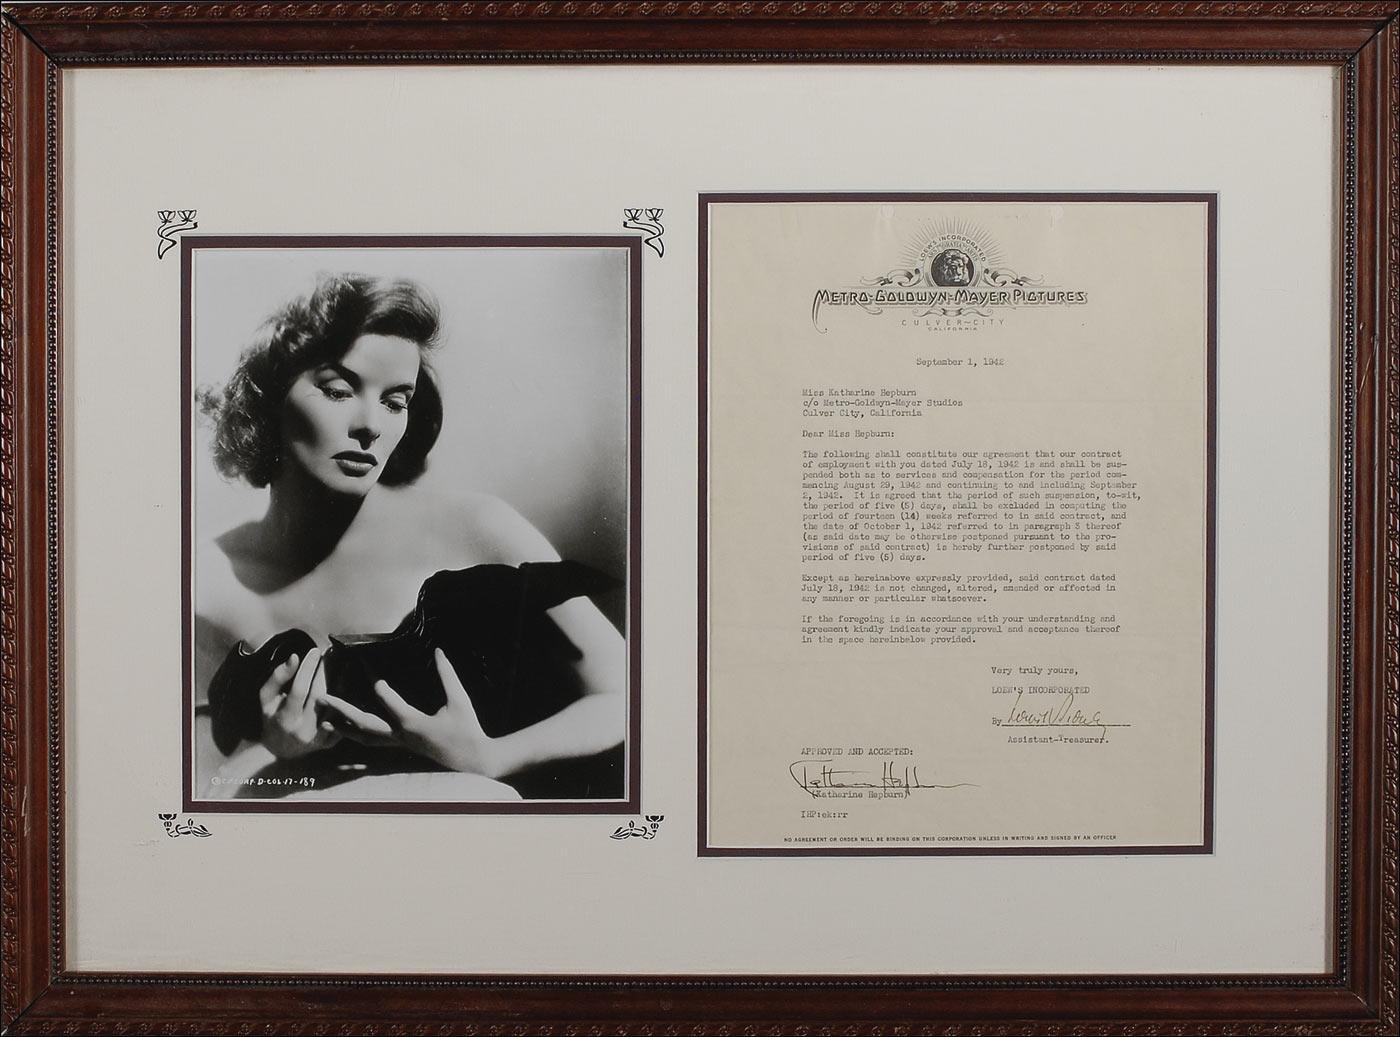 LOEW'S INCORPORATED
ARS GRATIA ARTIS
METRO-GOLDWYN-MAYER PICTURES
CULVER-CITY
CALIFORNIA
September 1, 1942
Miss Katharine Hepburn
c/o Metro-Goldwyn-Mayer Studios
Culver City, California
Dear Miss Hepburn:
The following shall constitute our agreement that our contract
of employment with you dated July 18, 1942 is and shall be sus-
pended both as to services and compensation for the period com-
mencing August 29, 1942 and continuing to and including September
2, 1942. It is agreed that the period of such suspension, to-wit,
the period of five (5) days, shall be excluded in computing the
period of fourteen (14) weeks referred to in said contract, and
the date of October 1, 1942 referred to in paragraph 3 thereof
(as said date may be otherwise postponed pursuant to the pro-
visions of said contract) is hereby further postponed by said
period of five (5) days.
Except as hereinabove expressly provided, said contract dated
July 18, 1942 is not changed, altered, amended or affected in
any manner or particular whatsoever.
If the foregoing is in accordance with your understanding and
agreement kindly indicate your approval and acceptance thereof
in the space hereinbelow provided.
Very truly yours,
LOEW'S INCORPORATED
By
Assistant-Treasurer.
APPROVED AND ACCEPTED:
Katharine Hepburn
(Katharine Hepburn)
IHP:ek:rr
NO AGREEMENT OR ORDER WILL BE BINDING ON THIS CORPORATION UNLESS IN WRITING AND SIGNED BY AN OFFICER
D-COL-17-189